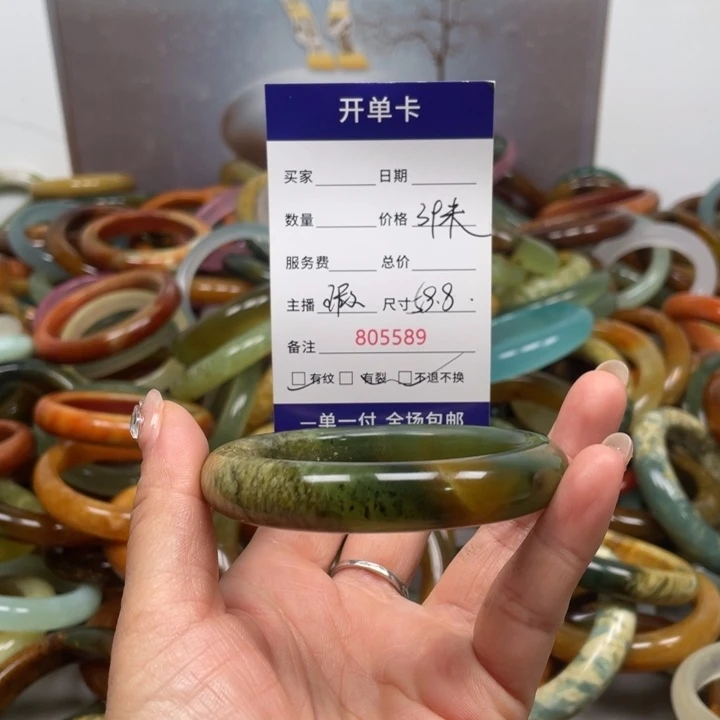 开单卡
买家 日期
数量 价格
服务费 总价
主播 尺寸 58.8
805589
备注
有纹 有裂 不退不换
一单一付 全场包邮